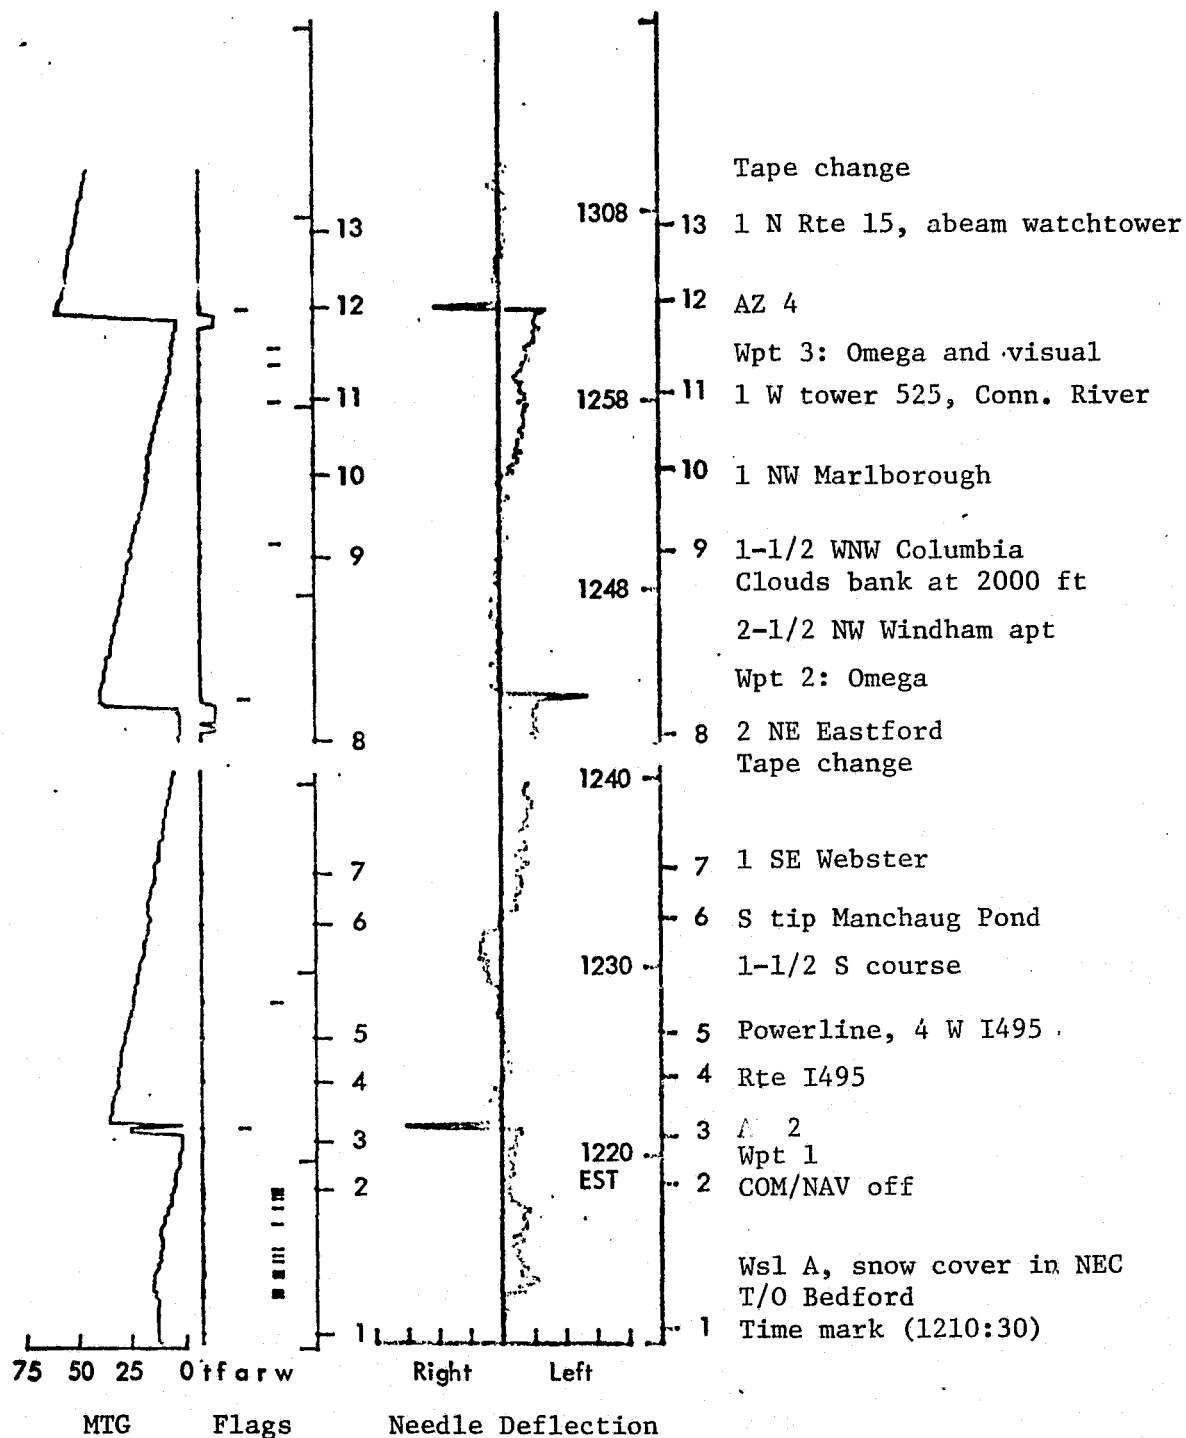 Tape change
1308
13
13 1 N Rte 15, abeam watchtower
12
12 AZ 4
Wpt 3: Omega and visual
11
1258
11 1 W tower 525, Conn. River
10
10 1 NW Marlborough
9
9 1-1/2 WNW Columbia
Clouds bank at 2000 ft
1248
2-1/2 NW Windham apt
Wpt 2: Omega
8
8 2 NE Eastford
Tape change
1240
7
7 1 SE Webster
6
6 S tip Manchaug Pond
1230
1-1/2 S course
5
5 Powerline, 4 W I495
4
4 Rte I495
3
3 2
1220
EST
Wpt 1
2
2 COM/NAV off
Wsl A, snow cover in NEC
T/O Bedford
1
1 Time mark (1210:30)
75 50 25 0 t f a r w
Right Left
MTG Flags Needle Deflection